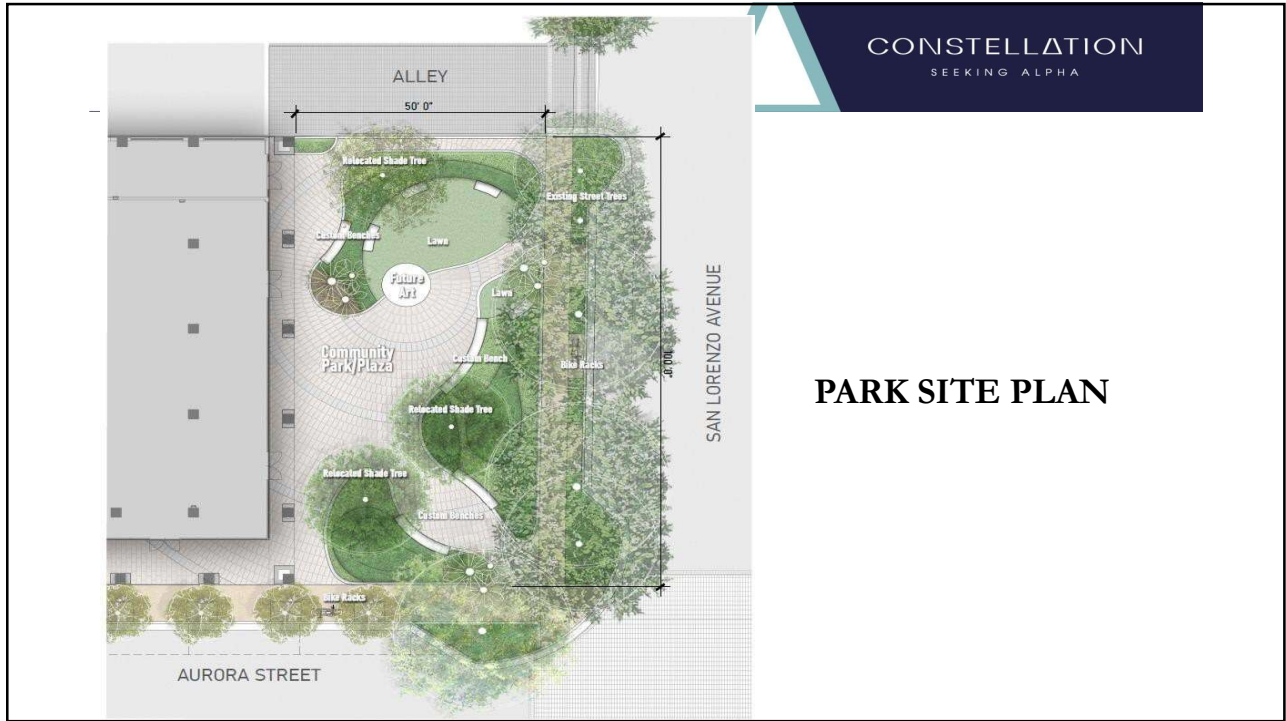 CONSTELLATION
SEEKING ALPHA
ALLEY
50' 0"
Relocated Shade Tree
Existing Street Trees
Custom Benches
Lawn
Future
Art
Lawn
Community
Park/Plaza
Custom Bench
Bike Racks
100' 0"
SAN LORENZO AVENUE
PARK SITE PLAN
Relocated Shade Tree
Relocated Shade Tree
Custom Benches
Bike Racks
AURORA STREET